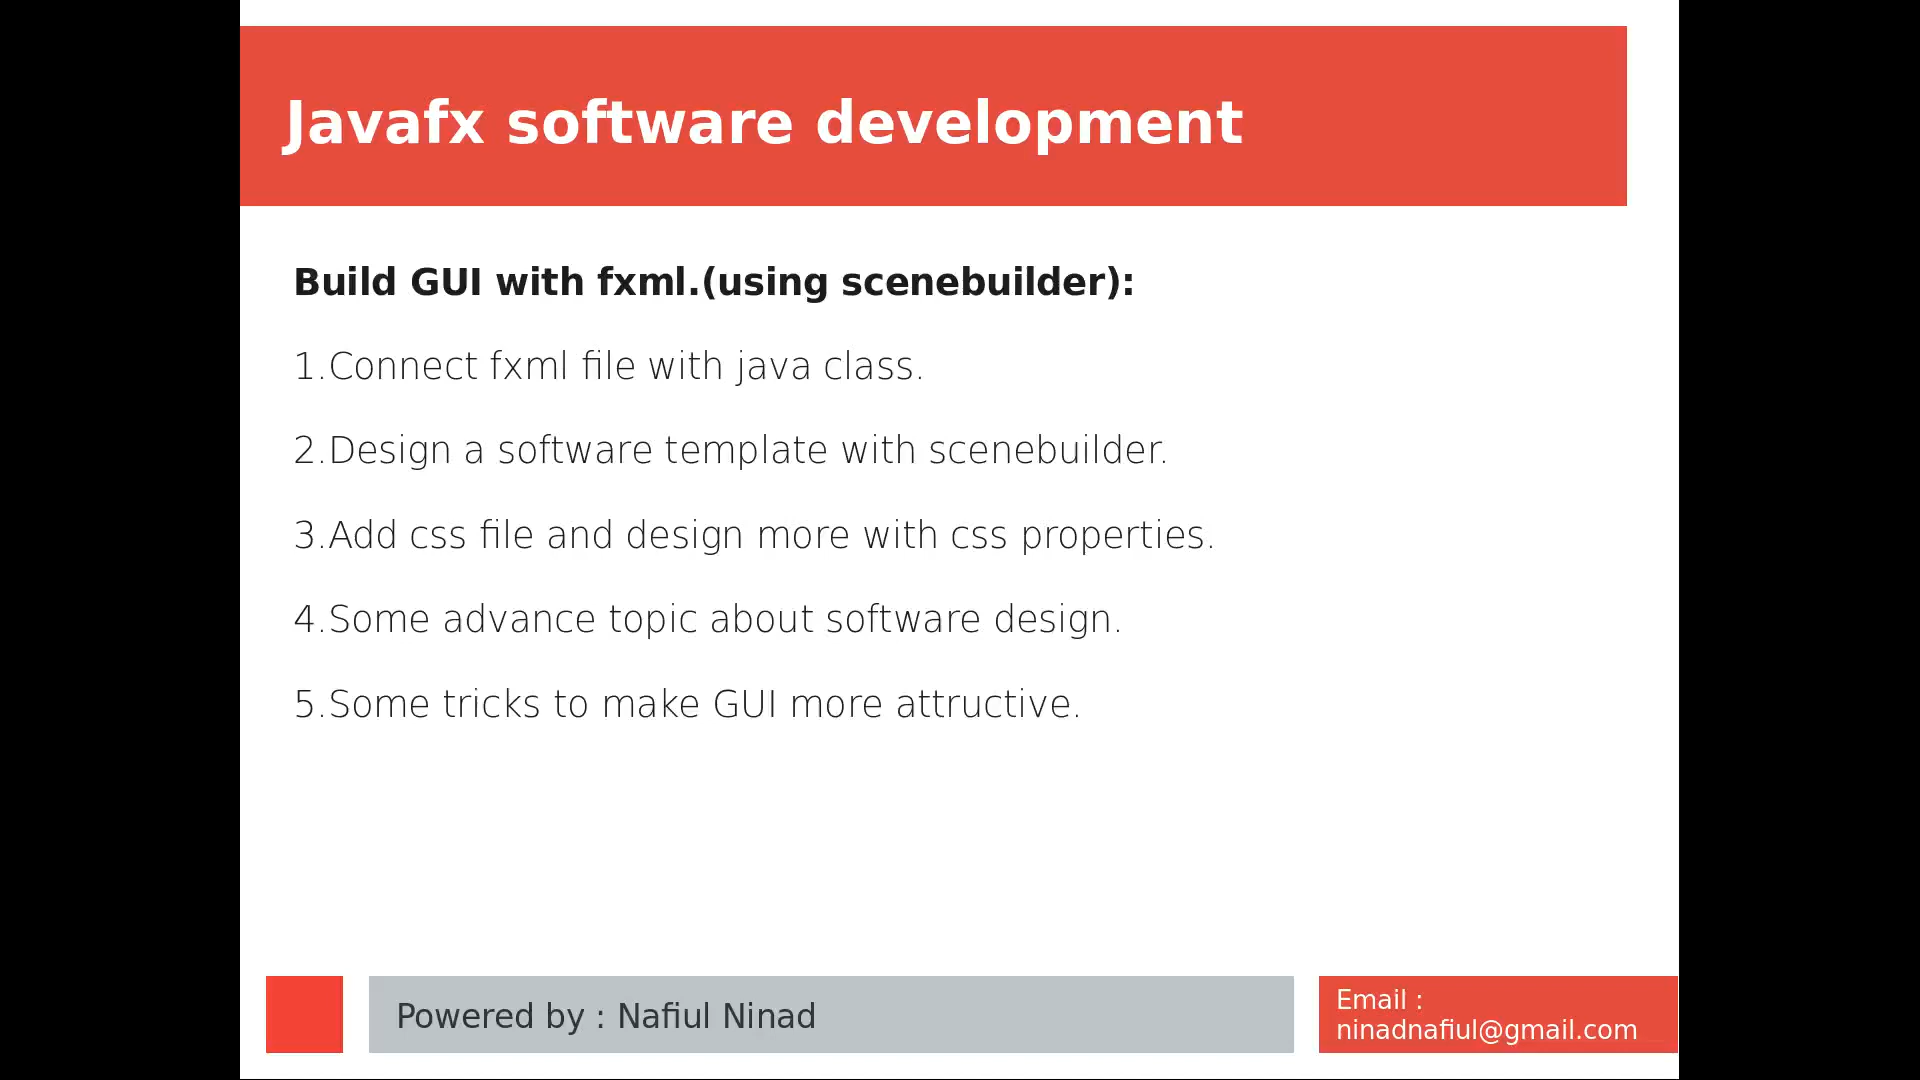 Javafx software development
Build GUI with fxml.(using scenebuilder):
1.Connect fxml file with java class.
2.Design a software template with scenebuilder.
3.Add css file and design more with css properties.
4.Some advance topic about software design.
5.Some tricks to make GUI more attructive.
Powered by : Nafiul Ninad
Email :
ninadnafiul@gmail.com